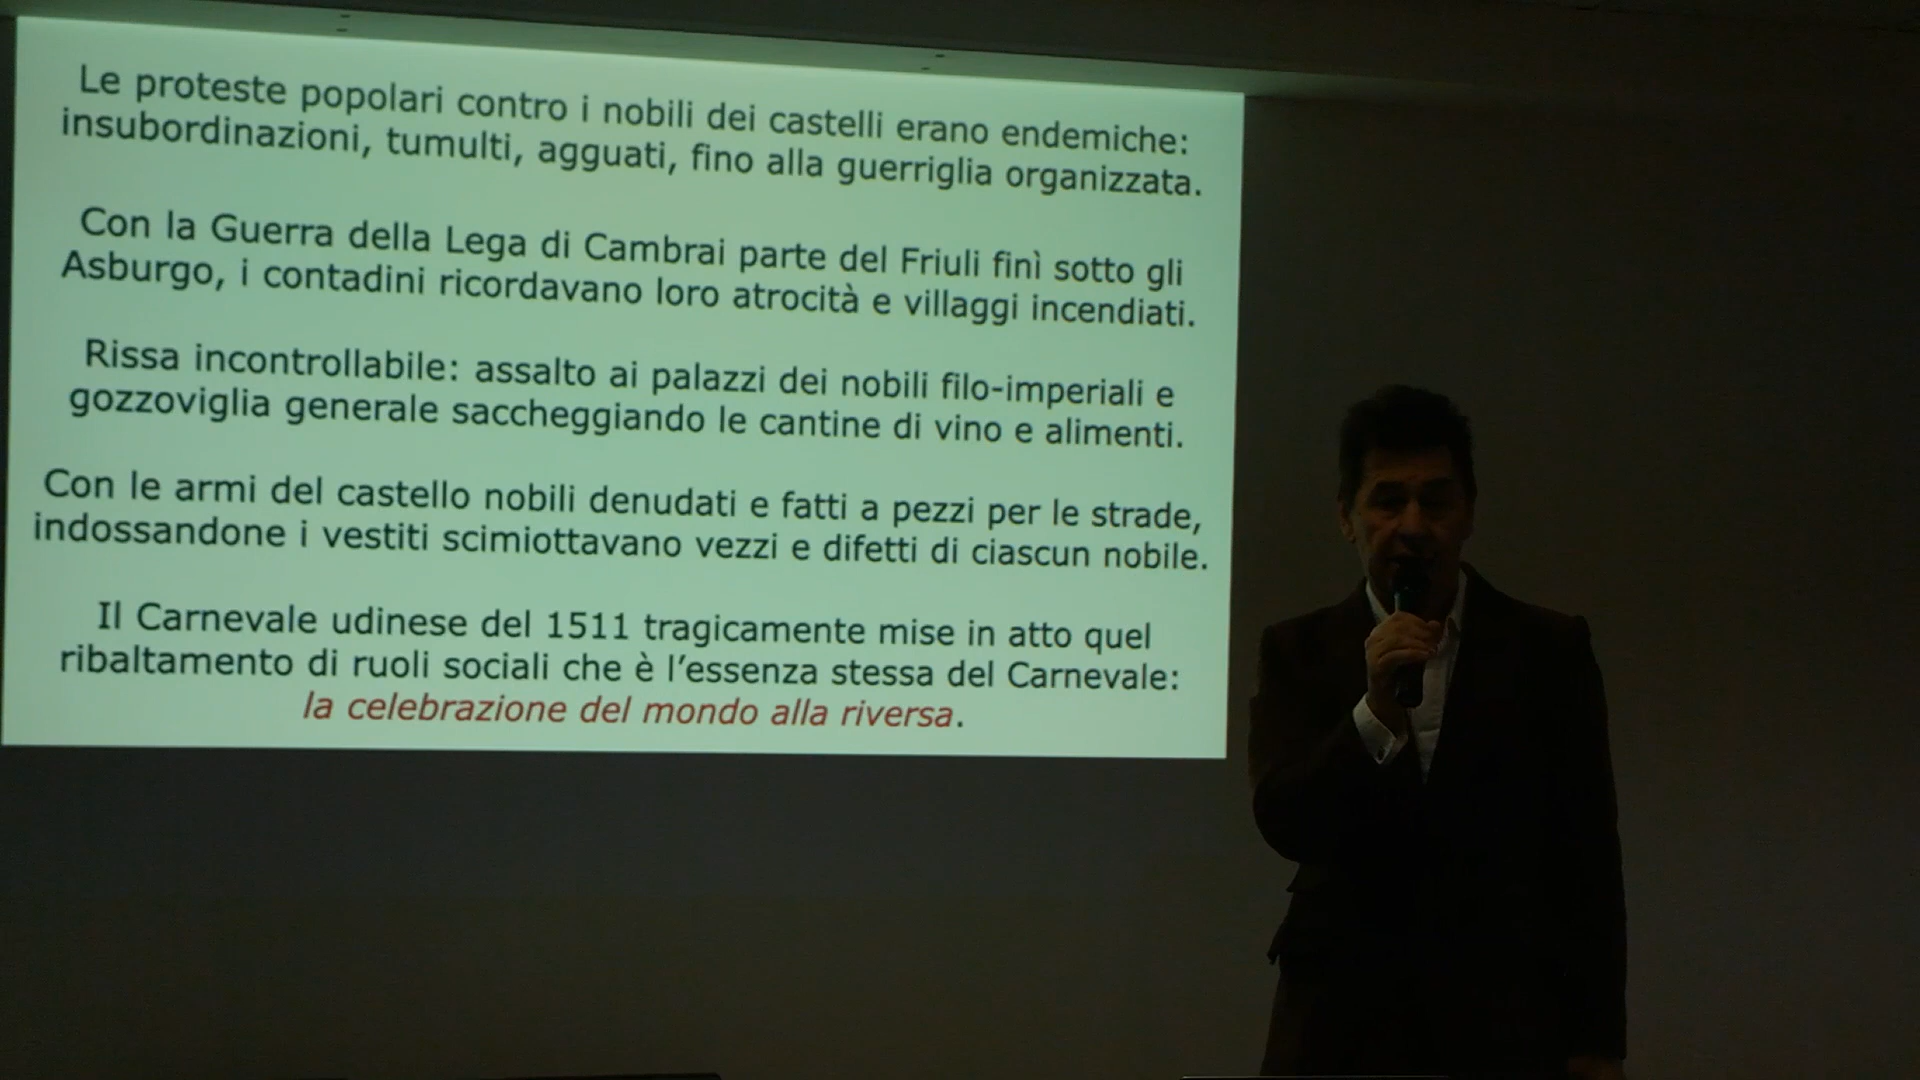 Le proteste popolari contro i nobili dei castelli erano endemiche:
insubordinazioni, tumulti, agguati, fino alla guerriglia organizzata.
Con la Guerra della Lega di Cambrai parte del Friuli finì sotto gli
Asburgo, i contadini ricordavano loro atrocità e villaggi incendiati.
Rissa incontrollabile: assalto ai palazzi dei nobili filo-imperiali e
gozzoviglia generale saccheggiando le cantine di vino e alimenti.
Con le armi del castello nobili denudati e fatti a pezzi per le strade,
indossandone i vestiti scimiottavano vezzi e difetti di ciascun nobile.
Il Carnevale udinese del 1511 tragicamente mise in atto quel
ribaltamento di ruoli sociali che è l’essenza stessa del Carnevale:
la celebrazione del mondo alla riversa.